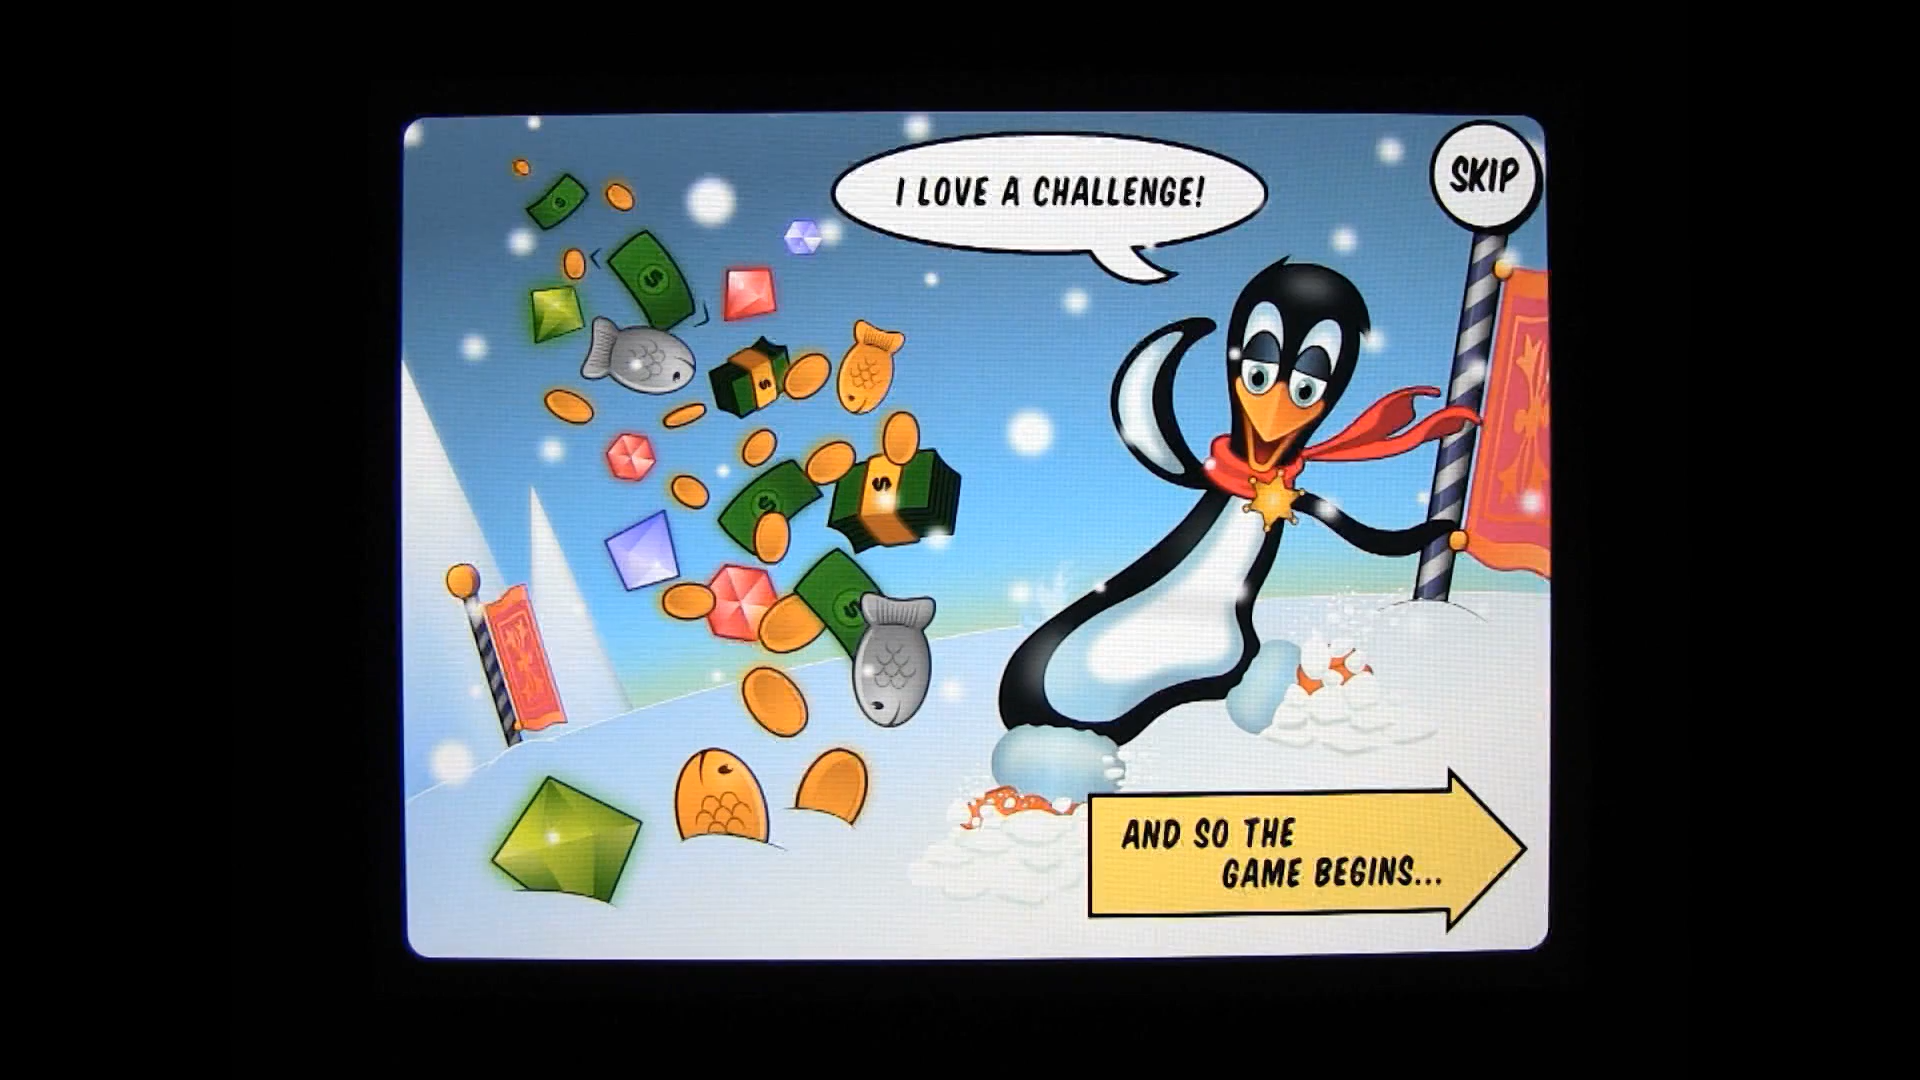 I LOVE A CHALLENGE!
SKIP
$
$
$
$
$
$
AND SO THE
GAME BEGINS...